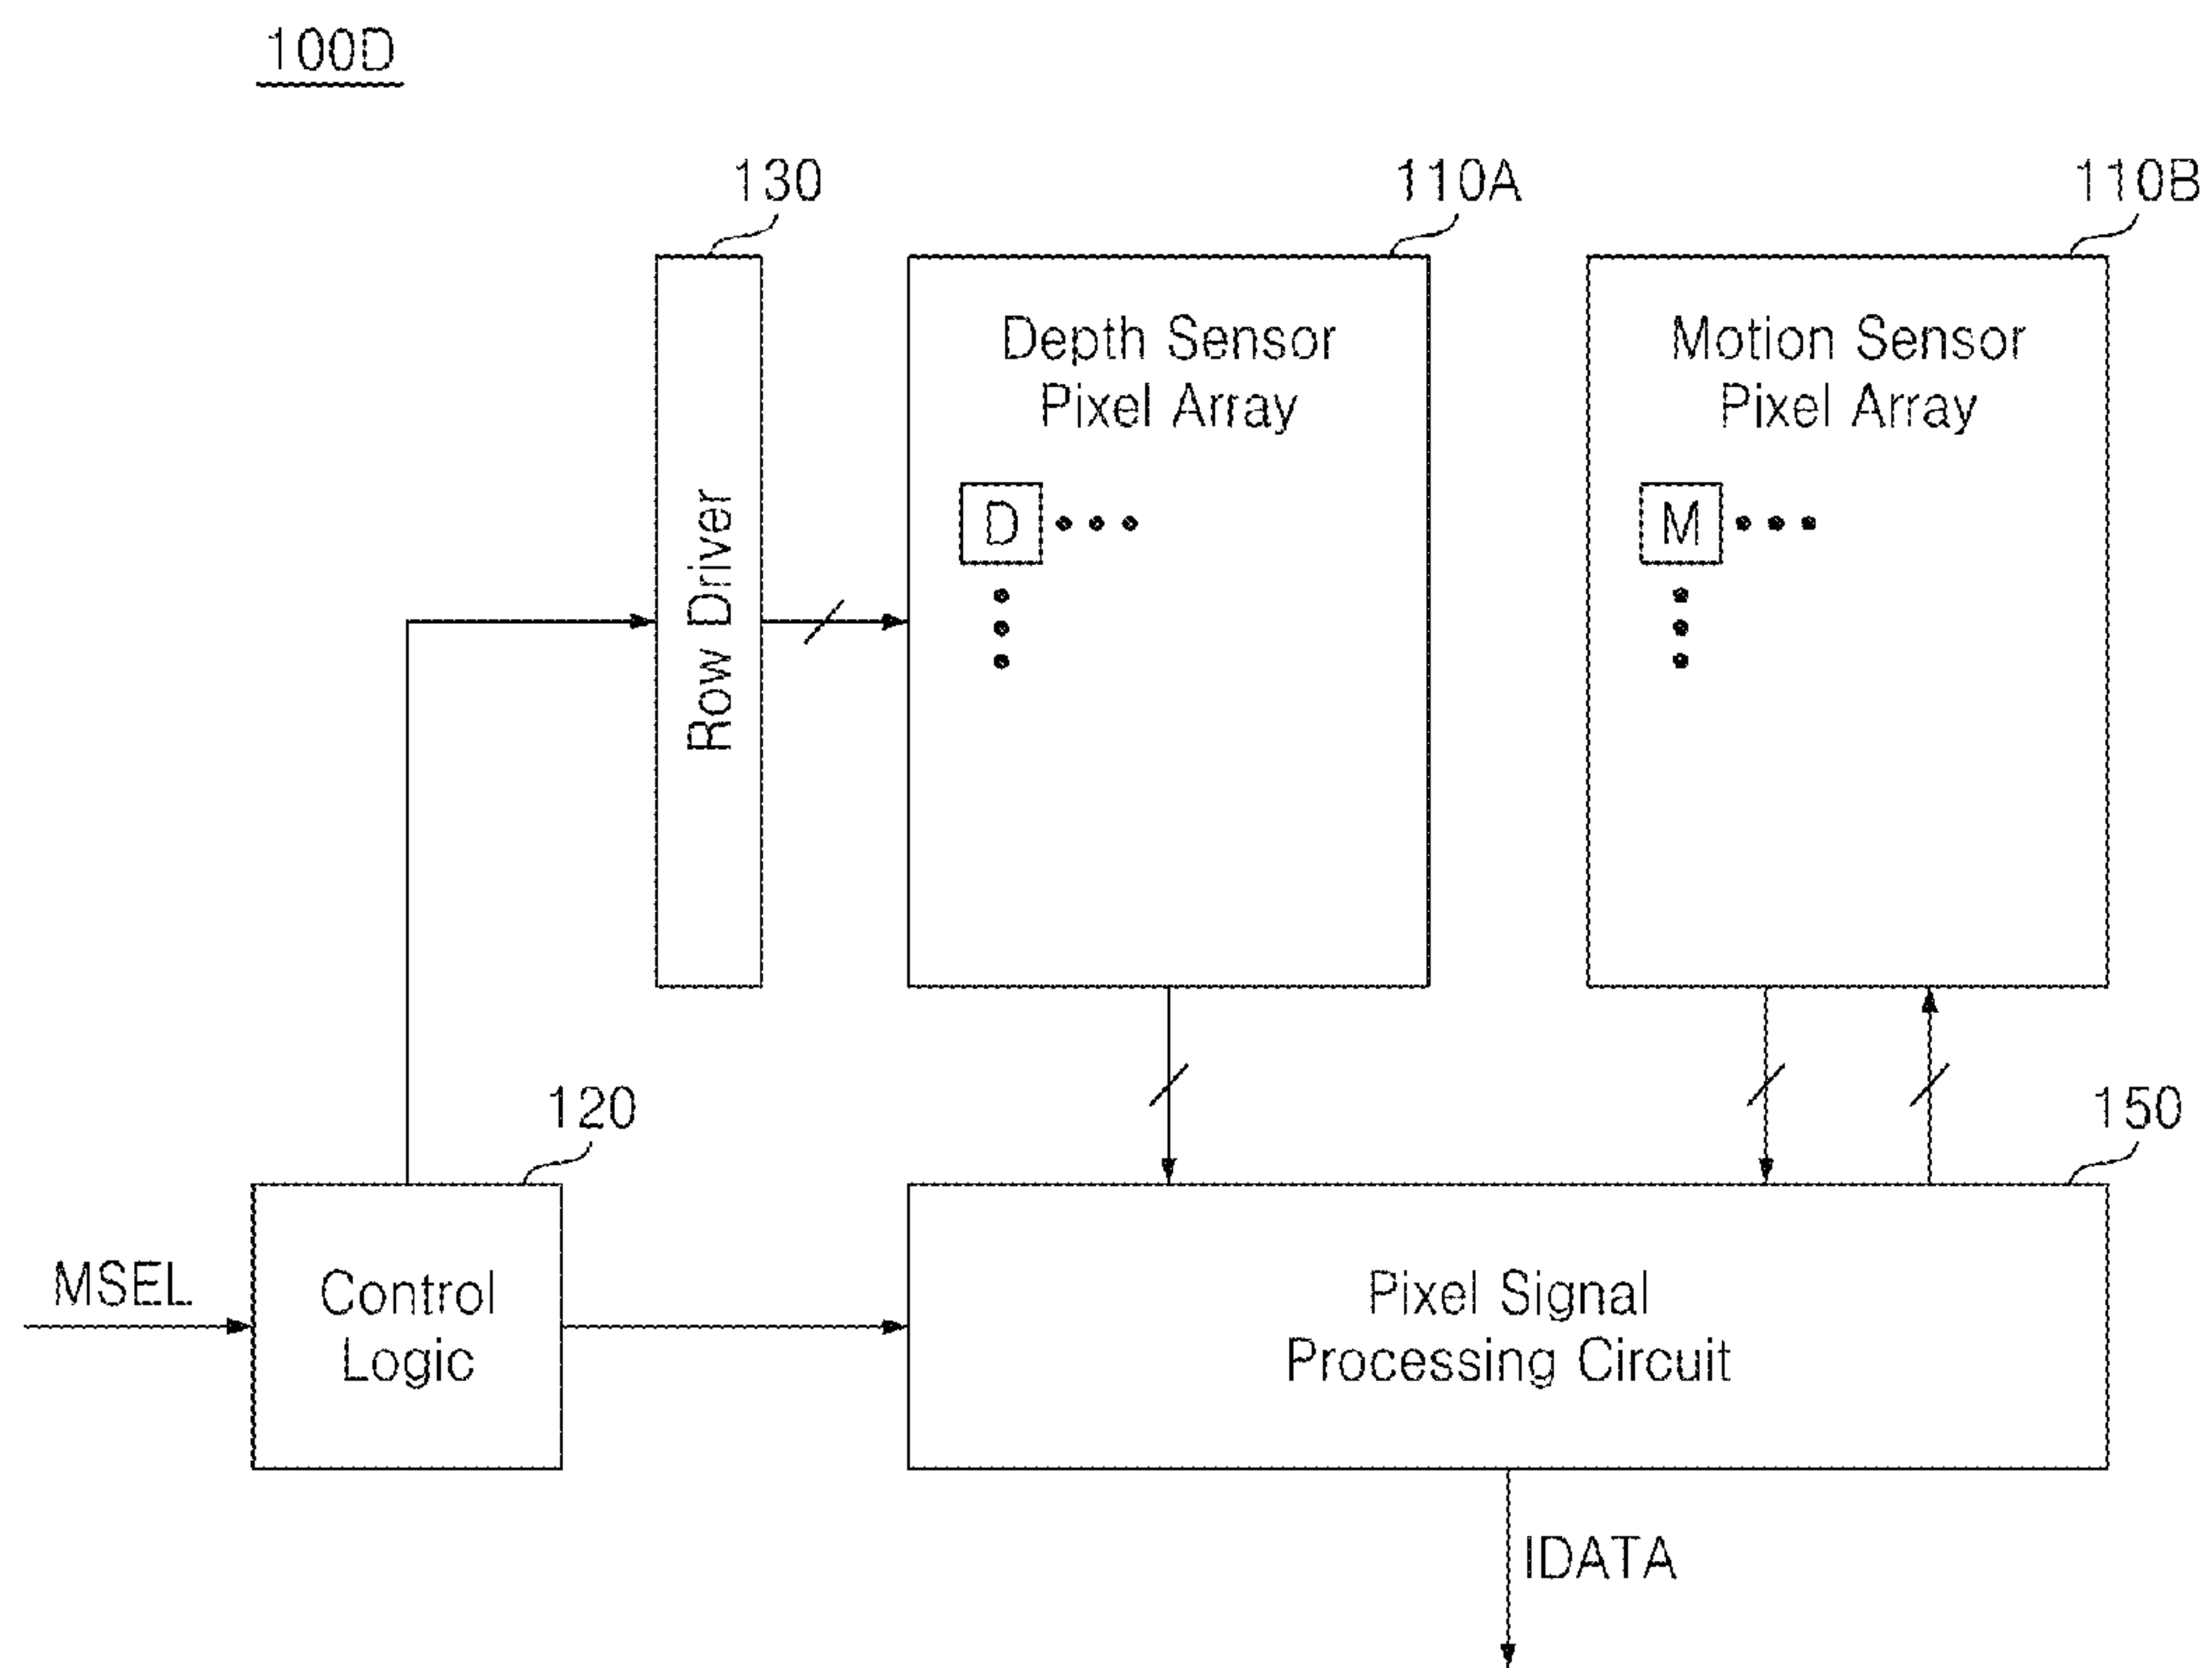 100D
130
110A
110B
Depth Sensor
Pixel Array
Motion Sensor
Pixel Array
D
M
Row Driver
120
150
MSEL
Control
Logic
Pixel Signal
Processing Circuit
IDATA